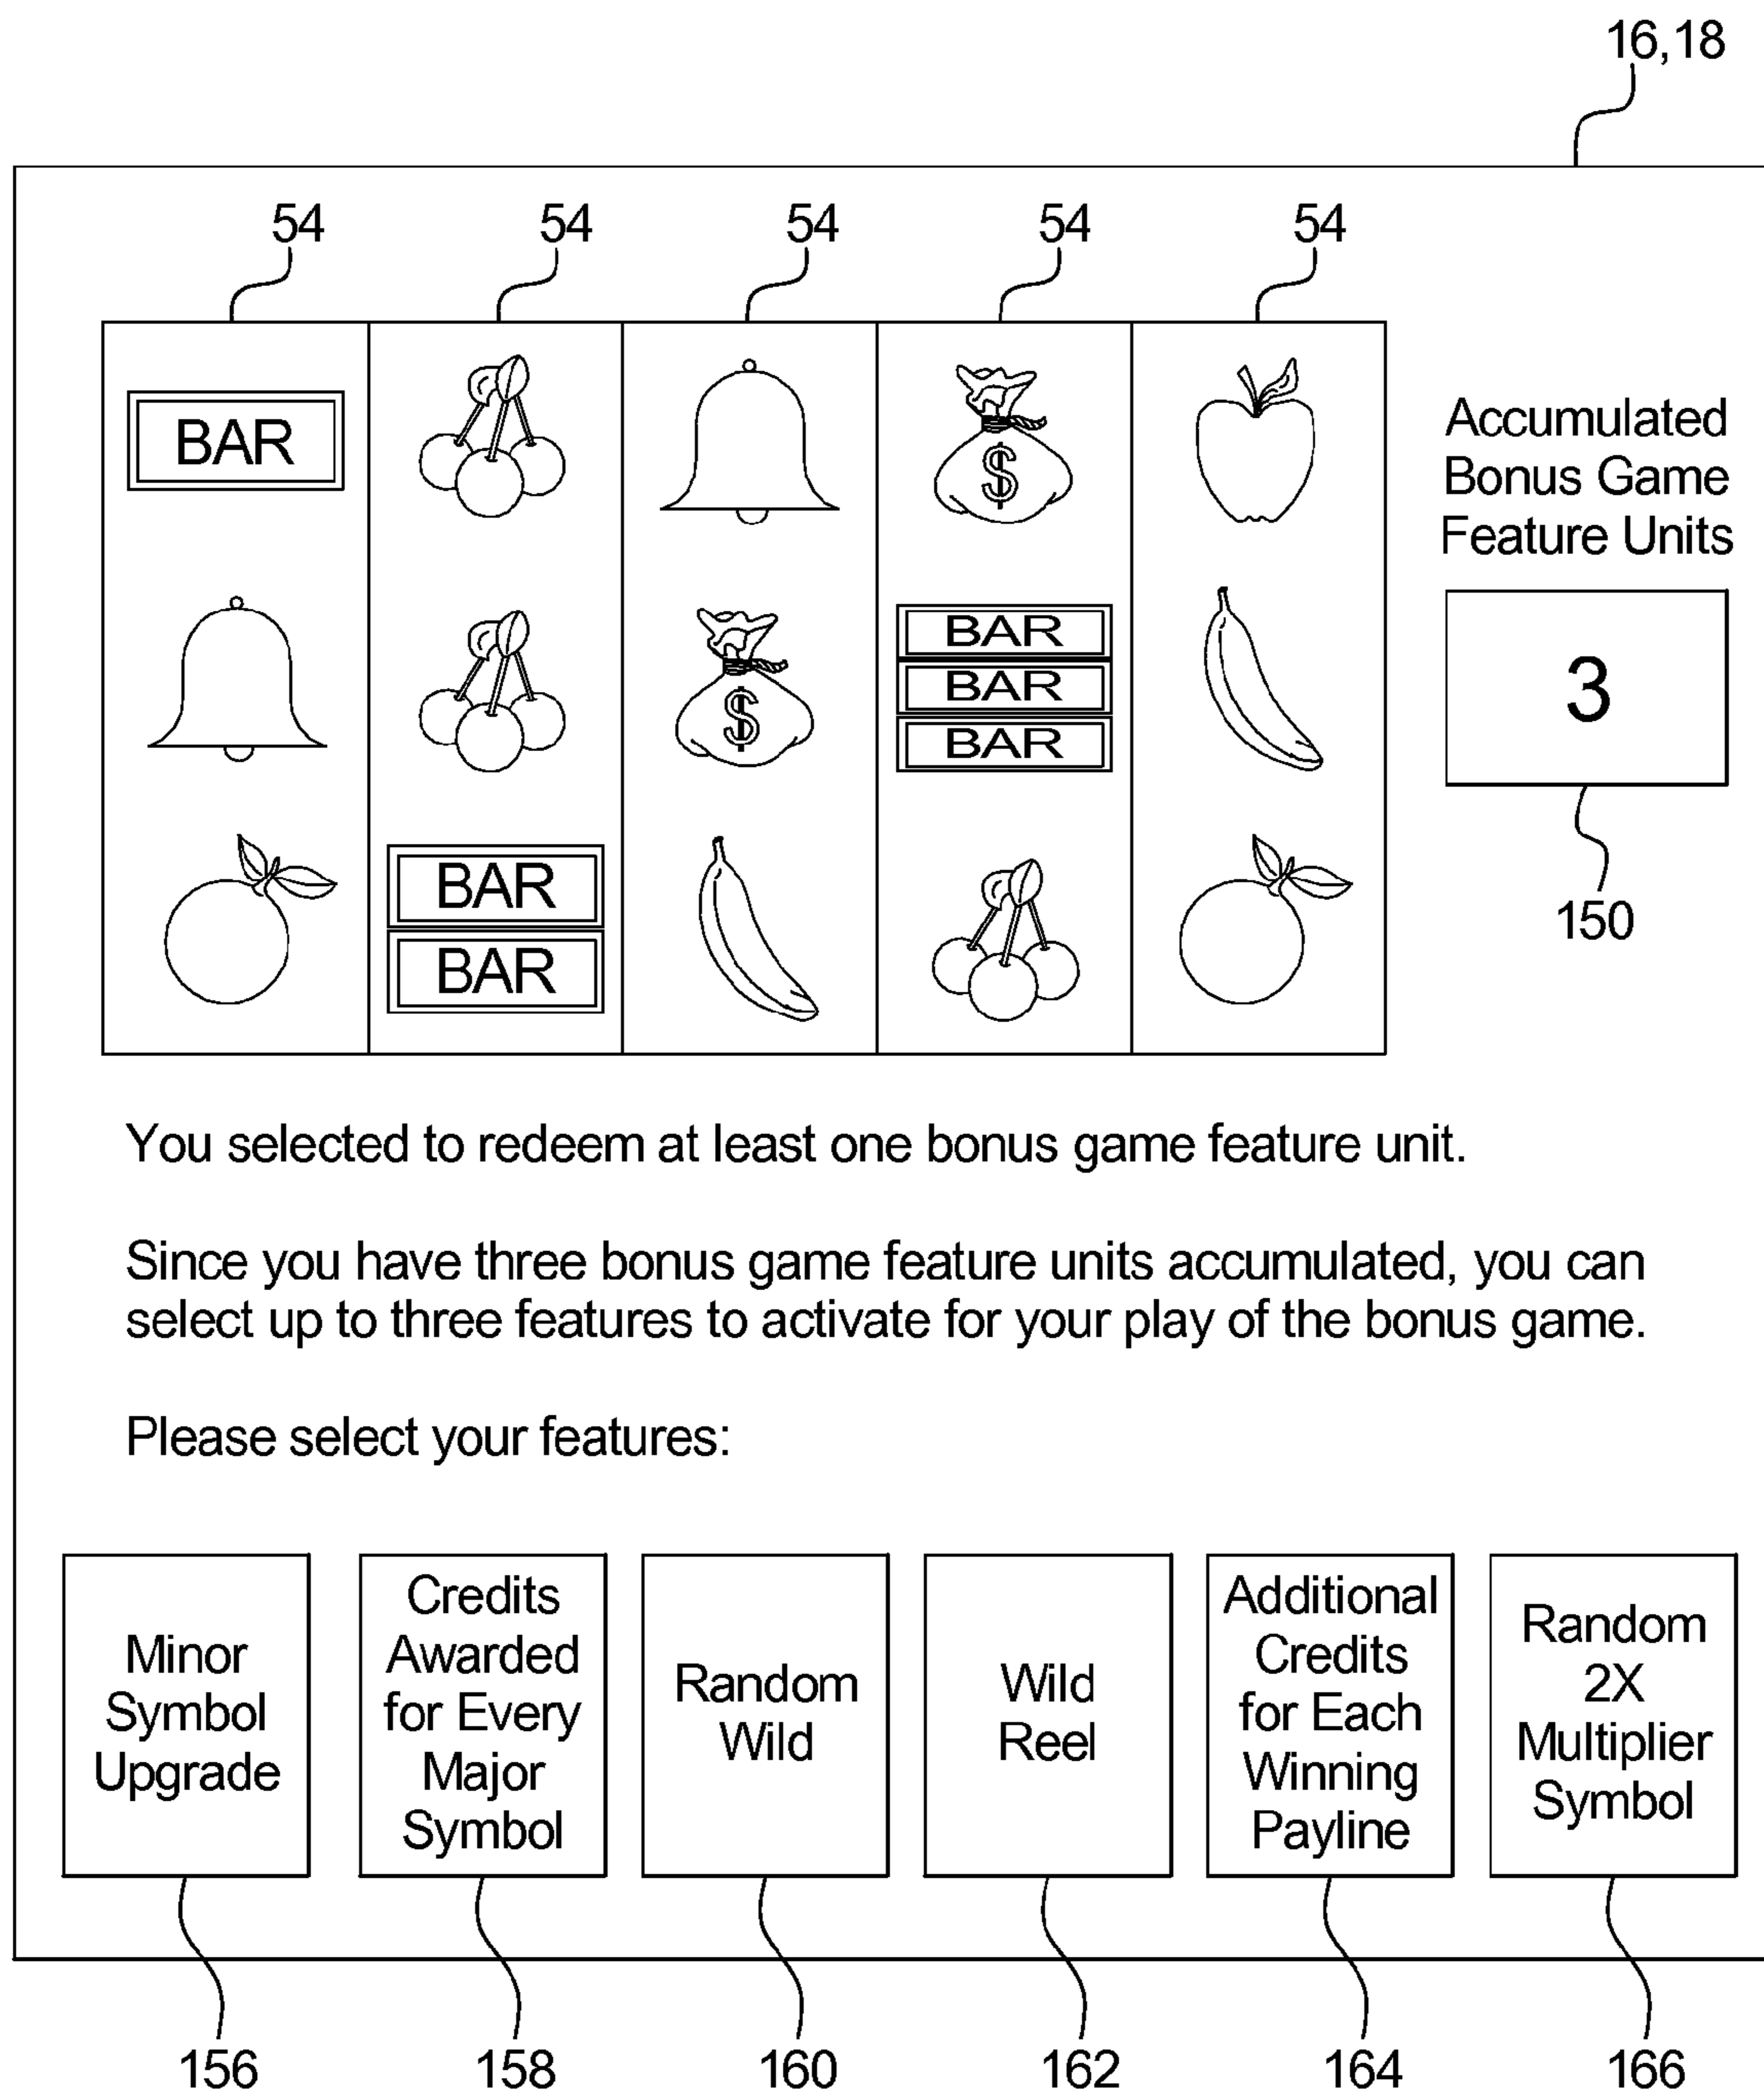 16,18
54 54 54 54 54
BAR
$
Accumulated
Bonus Game
Feature Units
$
BAR
BAR
BAR
3
BAR
BAR
150
You selected to redeem at least one bonus game feature unit.
Since you have three bonus game feature units accumulated, you can
select up to three features to activate for your play of the bonus game.
Please select your features:
Minor
Symbol
Upgrade
Credits
Awarded
for Every
Major
Symbol
Random
Wild
Wild
Reel
Additional
Credits
for Each
Winning
Payline
Random
2X
Multiplier
Symbol
156 158 160 162 164 166